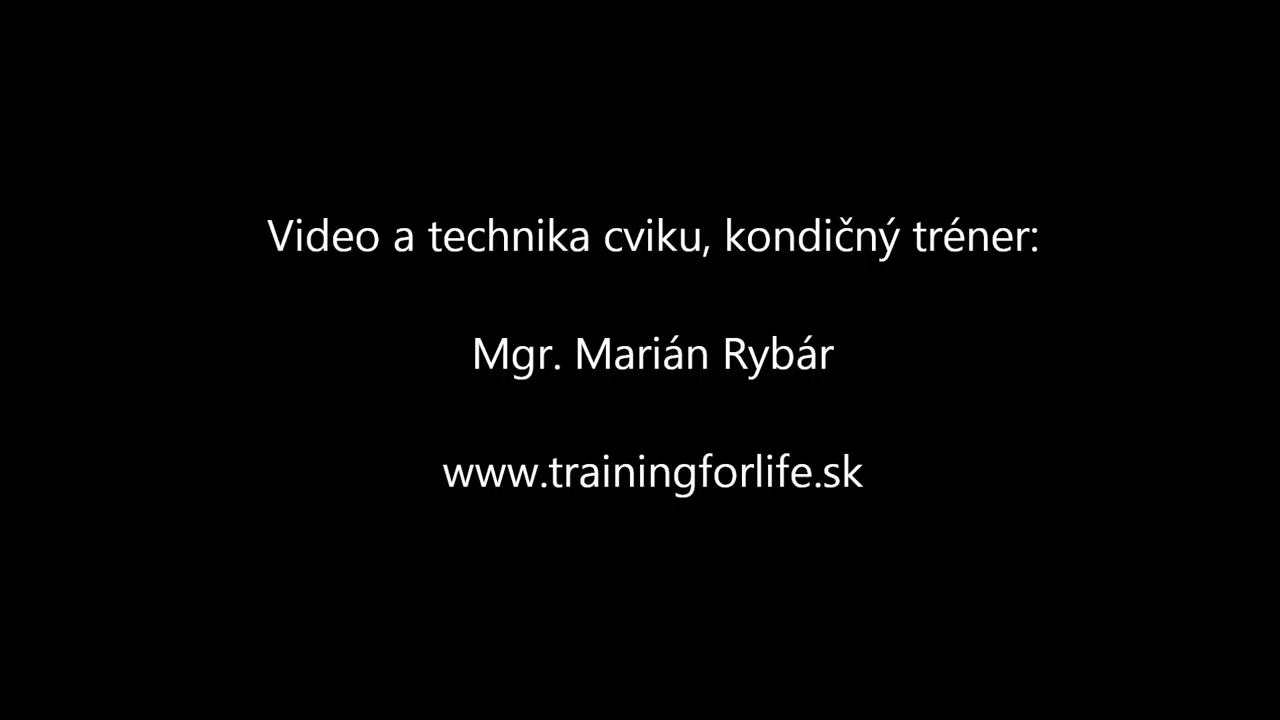 Video a technika cviku, kondičný tréner:
Mgr. Marián Rybár
www.trainingforlife.sk